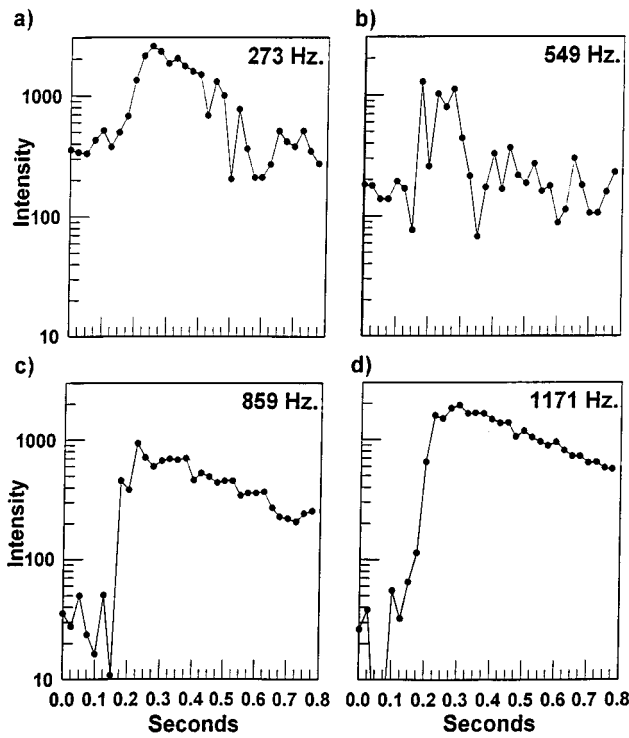 a)
273 Hz.
b)
549 Hz.
Intensity
1000
100
10
c)
859 Hz.
d)
1171 Hz.
Intensity
1000
100
10
0.0 0.1 0.2 0.3 0.4 0.5 0.6 0.7 0.8
0.0 0.1 0.2 0.3 0.4 0.5 0.6 0.7 0.8
Seconds
Seconds